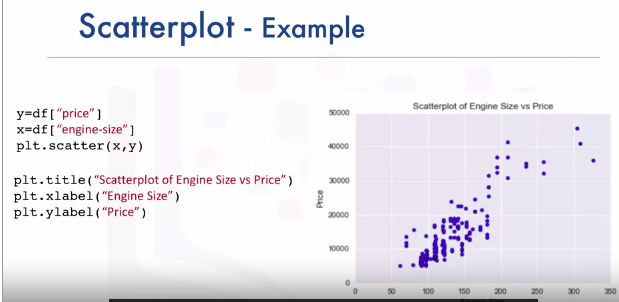 Scatterplot - Example
y=df["price"]
x=df["engine-size"]
plt.scatter(x,y)
plt.title("Scatterplot of Engine Size vs Price")
plt.xlabel("Engine Size")
plt.ylabel("Price")
Scatterplot of Engine Size vs Price
50000
40000
30000
20000
10000
0
Price
0 50 100 150 200 250 300 350